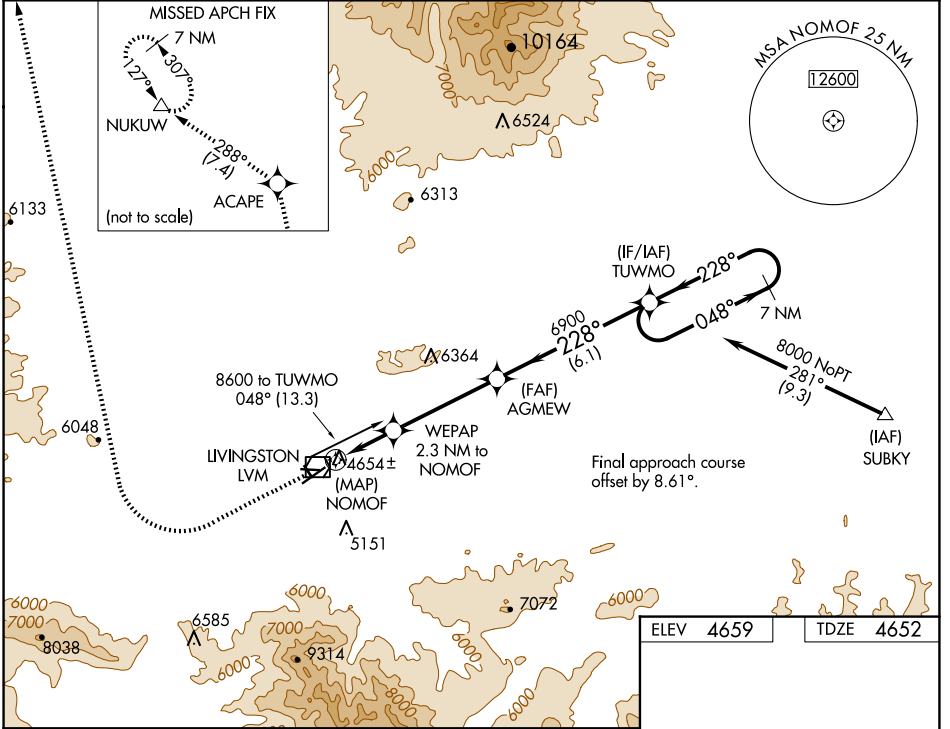 MISSED APCH FIX
7 NM
307°
127°
NUKUW
288°
(7.4)
ACAPE
(not to scale)
10164
7000
6524
6000
6313
MSA NOMOF 25 NM
12600
6133
(IF/IAF)
TUWMO
228°
048°
7 NM
6900
228°
(6.1)
8000 NoPT
281°
(9.3)
(IAF)
SUBKY
6364
(FAF)
AGMEW
8600 to TUWMO
048° (13.3)
6048
WEPAP
2.3 NM to
NOMOF
LIVINGSTON
LVM
4654±
(MAP)
NOMOF
Final approach course
offset by 8.61°.
5151
6000
7000
8038
6585
6000
7000
9314
8000
6000
7072
6000
6000
ELEV 4659
TDZE 4652